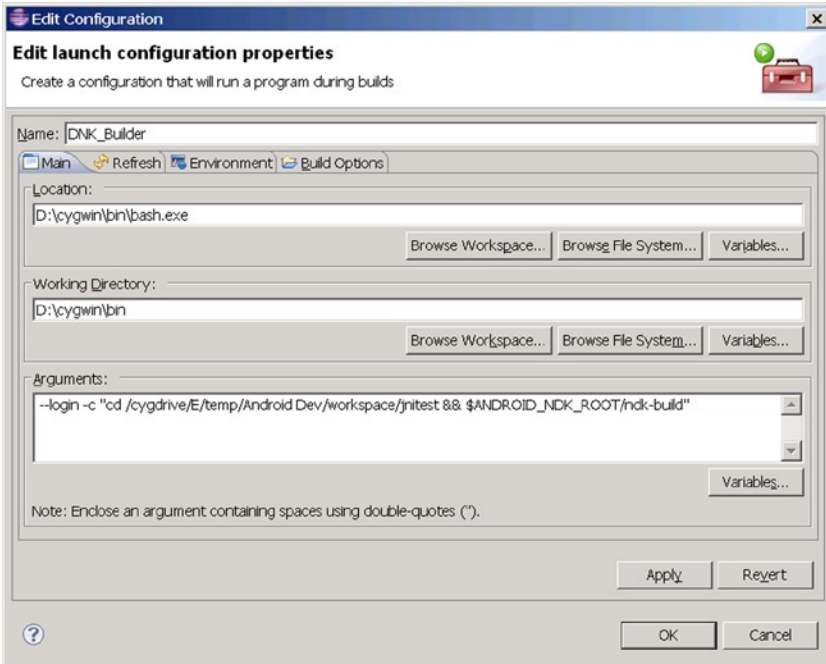 Edit Configuration
Edit launch configuration properties
Create a configuration that will run a program during builds
Name: DNK_Builder
Main Refresh Environment Build Options
Location:
D:\cygwin\bin\bash.exe
Browse Workspace... Browse File System... Variables...
Working Directory:
D:\cygwin\bin
Browse Workspace... Browse File System... Variables...
Arguments:
--login -c "cd /cygdrive/E/temp/Android Dev/workspace/jnitest && $ANDROID_NDK_ROOT/ndk-build"
Variables...
Note: Enclose an argument containing spaces using double-quotes (").
Apply Revert
OK Cancel